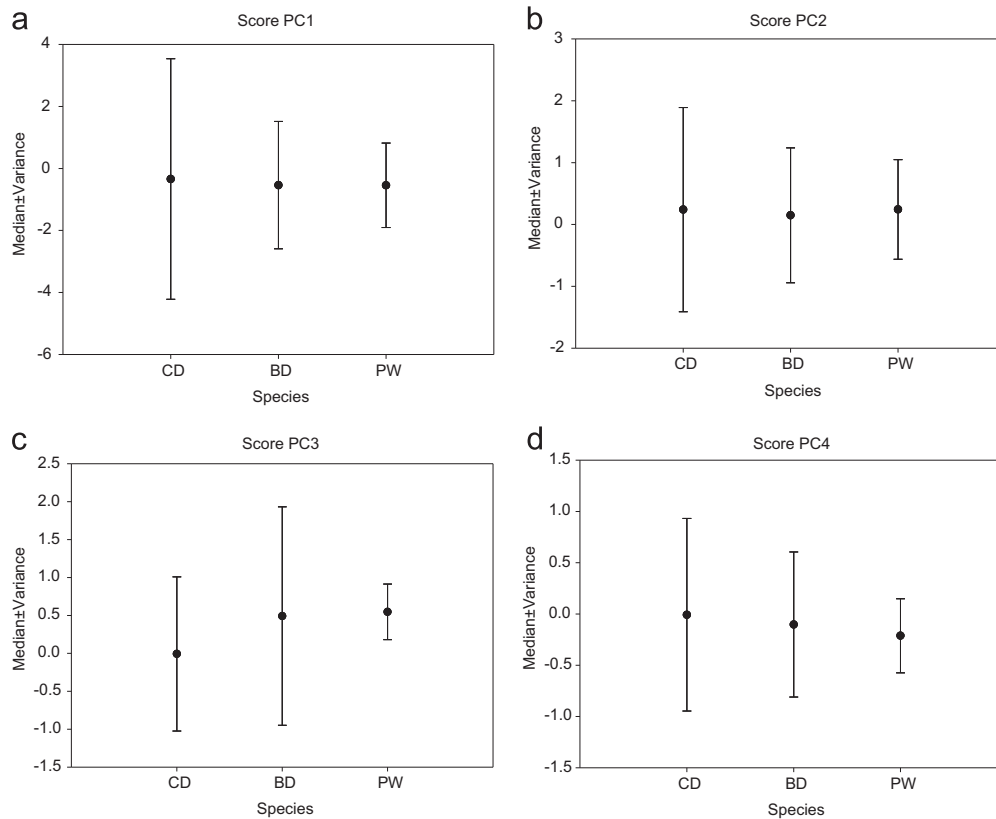 a
Score PC1
4
2
0
-2
-4
-6
Median±Variance
CD BD PW
Species
b
Score PC2
3
2
1
0
-1
-2
Median±Variance
CD BD PW
Species
c
Score PC3
2.5
2.0
1.5
1.0
0.5
0.0
-0.5
-1.0
-1.5
Median±Variance
CD BD PW
Species
d
Score PC4
1.5
1.0
0.5
0.0
-0.5
-1.0
-1.5
Median±Variance
CD BD PW
Species